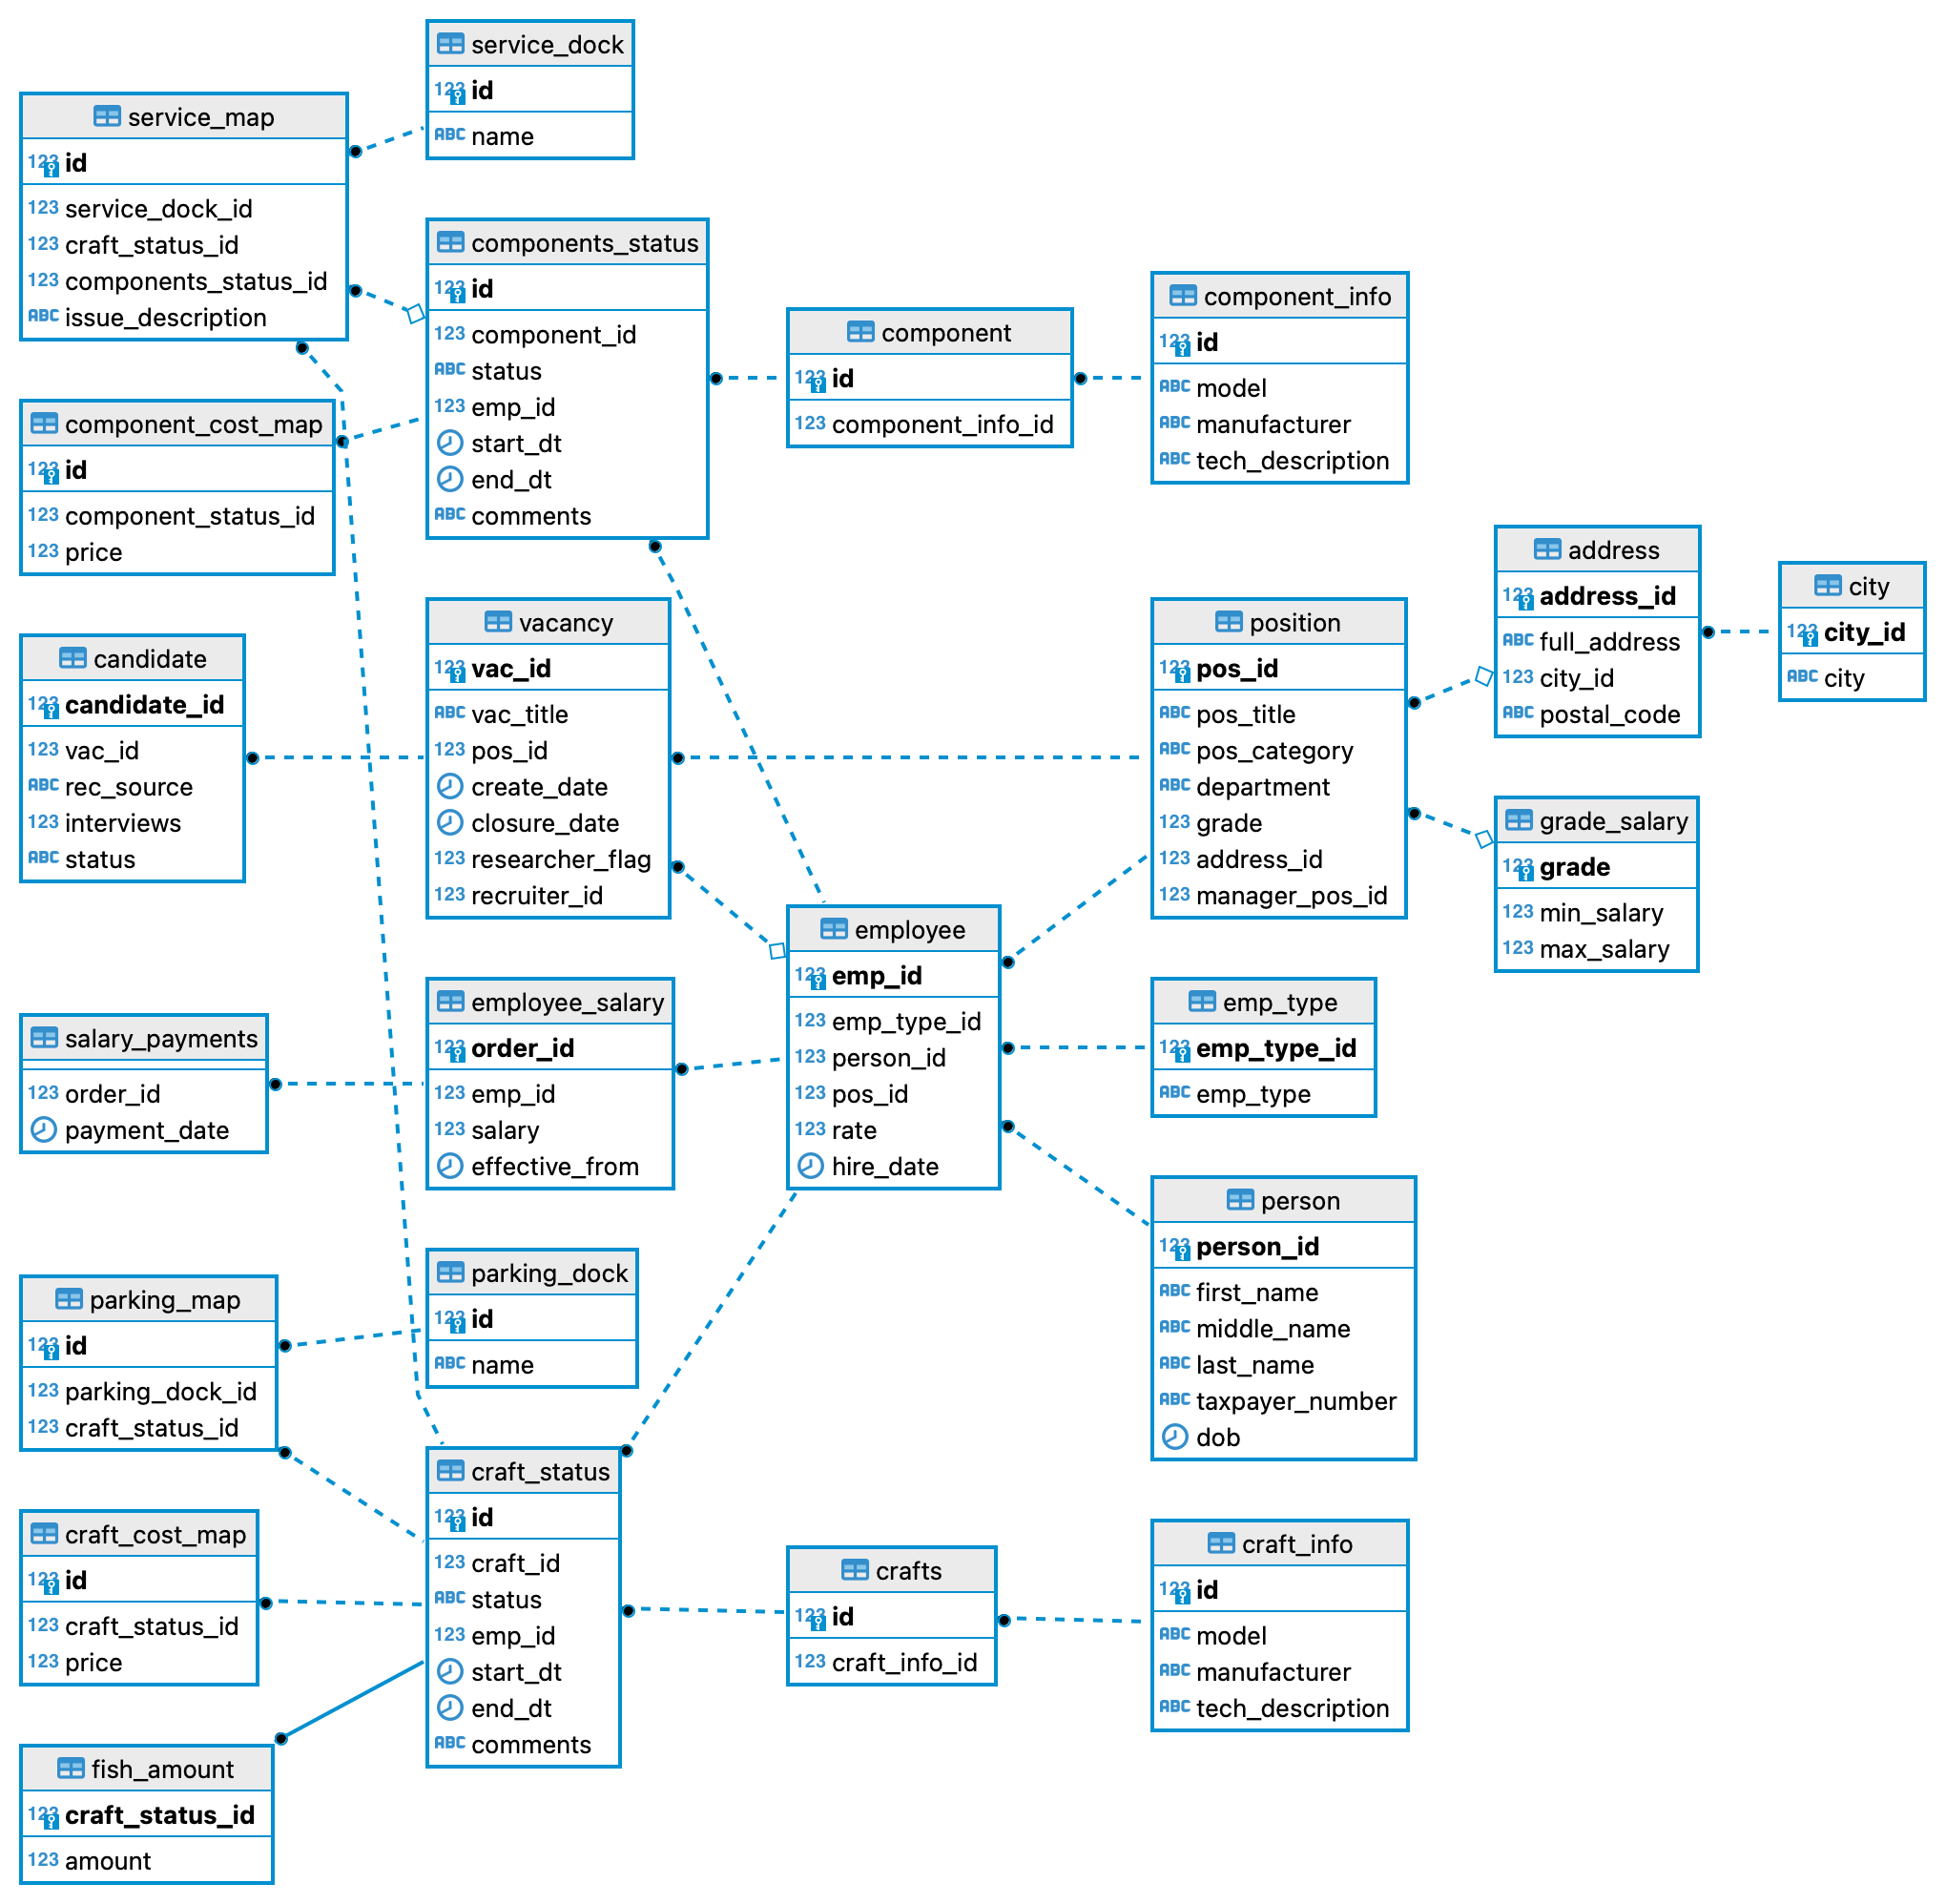 service_dock
123 id
ABC name
service_map
123 id
123 service_dock_id
123 craft_status_id
123 components_status_id
ABC issue_description
components_status
123 id
123 component_id
ABC status
123 emp_id
start_dt
end_dt
ABC comments
component
123 id
123 component_info_id
component_info
123 id
ABC model
ABC manufacturer
ABC tech_description
component_cost_map
123 id
123 component_status_id
123 price
address
123 address_id
ABC full_address
123 city_id
ABC postal_code
city
123 city_id
ABC city
candidate
123 candidate_id
123 vac_id
ABC rec_source
123 interviews
ABC status
vacancy
123 vac_id
ABC vac_title
123 pos_id
create_date
closure_date
123 researcher_flag
123 recruiter_id
position
123 pos_id
ABC pos_title
ABC pos_category
ABC department
123 grade
123 address_id
123 manager_pos_id
grade_salary
123 grade
123 min_salary
123 max_salary
employee
123 emp_id
123 emp_type_id
123 person_id
123 pos_id
123 rate
hire_date
salary_payments
123 order_id
payment_date
employee_salary
123 order_id
123 emp_id
123 salary
effective_from
emp_type
123 emp_type_id
ABC emp_type
person
123 person_id
ABC first_name
ABC middle_name
ABC last_name
ABC taxpayer_number
dob
parking_map
123 id
123 parking_dock_id
123 craft_status_id
parking_dock
123 id
ABC name
craft_cost_map
123 id
123 craft_status_id
123 price
craft_status
123 id
123 craft_id
ABC status
123 emp_id
start_dt
end_dt
ABC comments
crafts
123 id
123 craft_info_id
craft_info
123 id
ABC model
ABC manufacturer
ABC tech_description
fish_amount
123 craft_status_id
123 amount